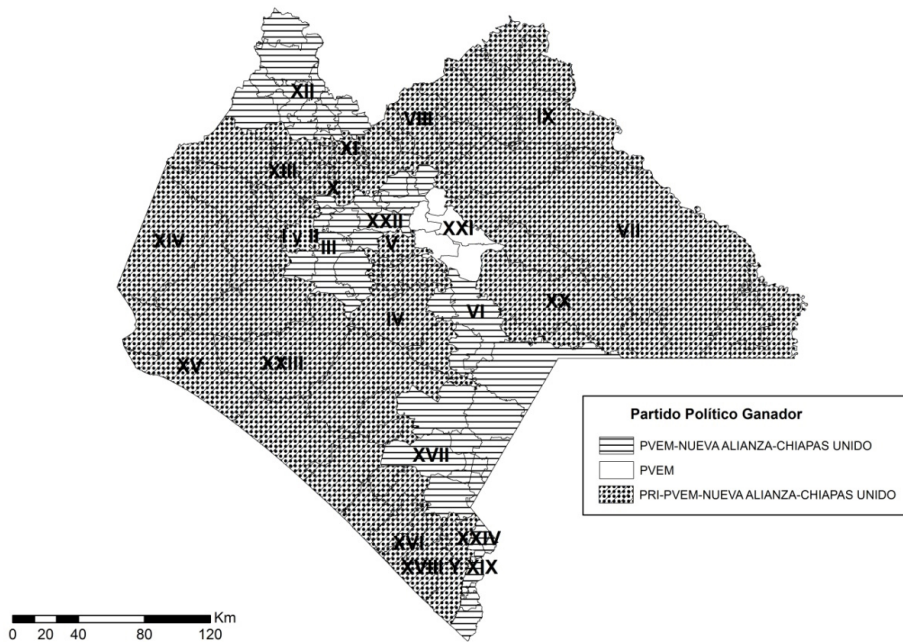 XII
VIII
IX
XI
XIII
X
XXII
XXI
VII
XIV
I y II
III
V
XX
VI
IV
XV
XXIII
Partido Político Ganador
PVEM-NUEVA ALIANZA-CHIAPAS UNIDO
PVEM
PRI-PVEM-NUEVA ALIANZA-CHIAPAS UNIDO
XVII
XVI
XXIV
XVIII Y XIX
Km
0 20 40 80 120